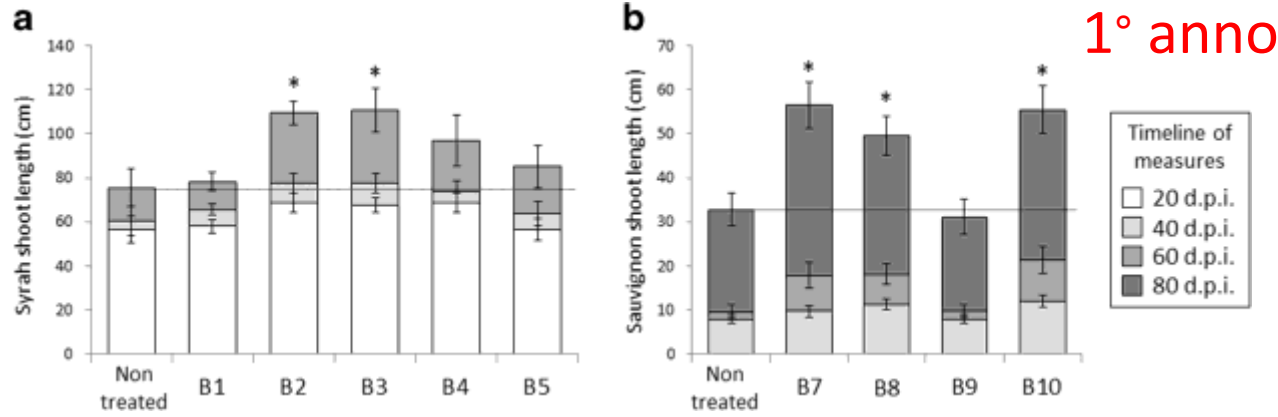 a
Syrah shoot length (cm)
140
120
100
80
60
40
20
0
* *
Non treated
B1
B2
B3
B4
B5
b
Sauvignon shoot length (cm)
70
60
50
40
30
20
10
0
* * *
Non treated
B7
B8
B9
B10
1° anno
Timeline of
measures
20 d.p.i.
40 d.p.i.
60 d.p.i.
80 d.p.i.